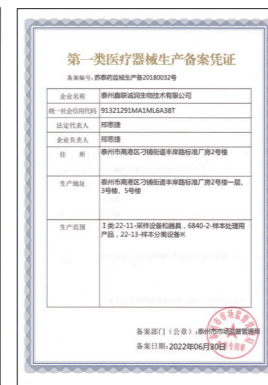 第一类医疗器械生产备案凭证
备案编号：苏泰药监械生产备20180032号
企业名称 泰州鑫联诚润生物技术有限公司
统一社会信用代码 91321291MA1ML6A38T
法定代表人 邢恩捷
企业负责人 邢恩捷
住 所 泰州市高港区刁铺街道丰岸路标准厂房2号楼
生产地址 泰州市高港区刁铺街道丰岸路标准厂房2号楼一层、
3号楼、5号楼
生产范围 I类:22-11-采样设备和器具，6840-2-样本处理用
产品，22-13-样本分离设备※
备案部门（公章）：泰州市市场监督管理局
备案日期：2022年06月30日